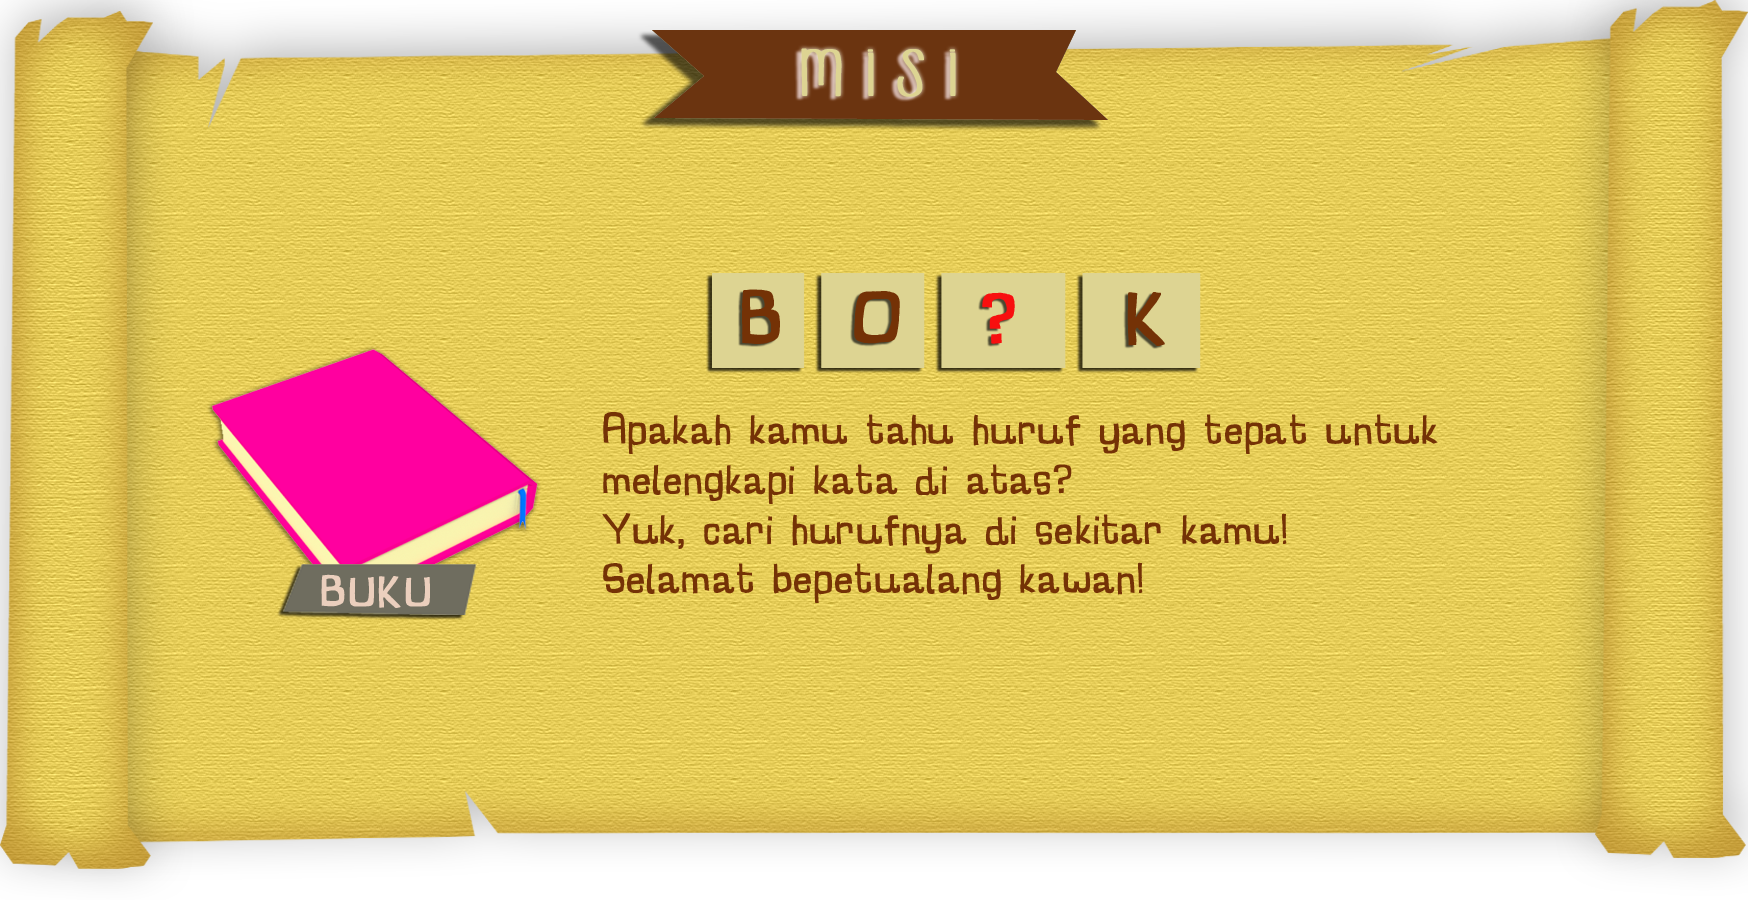 MISI
B O ? K
Apakah kamu tahu huruf yang tepat untuk
melengkapi kata di atas?
Yuk, cari hurufnya di sekitar kamu!
Selamat bepetualang kawan!
BUKU